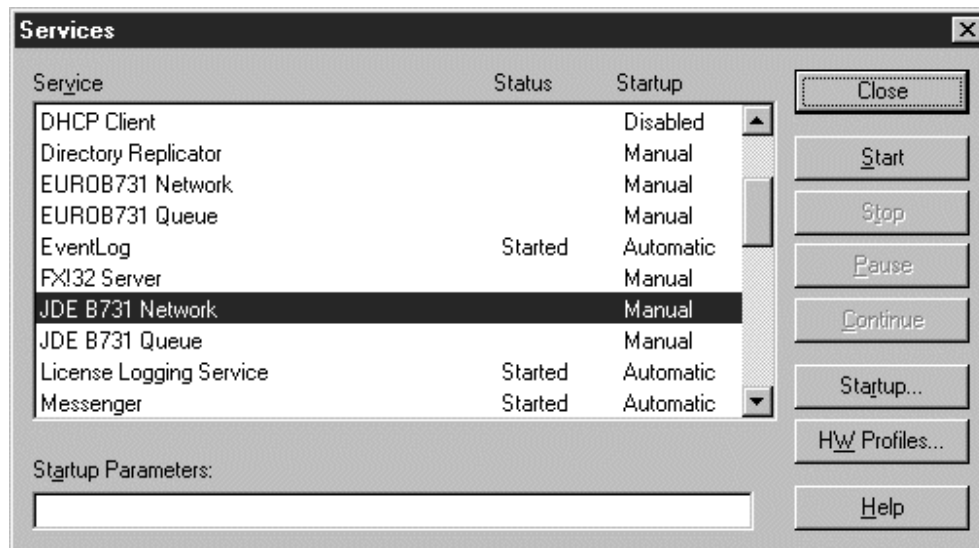 Services
Service Status Startup
DHCP Client Disabled
Directory Replicator Manual
EUROB731 Network Manual
EUROB731 Queue Manual
EventLog Started Automatic
FX!32 Server Manual
JDE B731 Network Manual
JDE B731 Queue Manual
License Logging Service Started Automatic
Messenger Started Automatic
Startup Parameters:
Close
Start
Stop
Pause
Continue
Startup...
HW Profiles...
Help